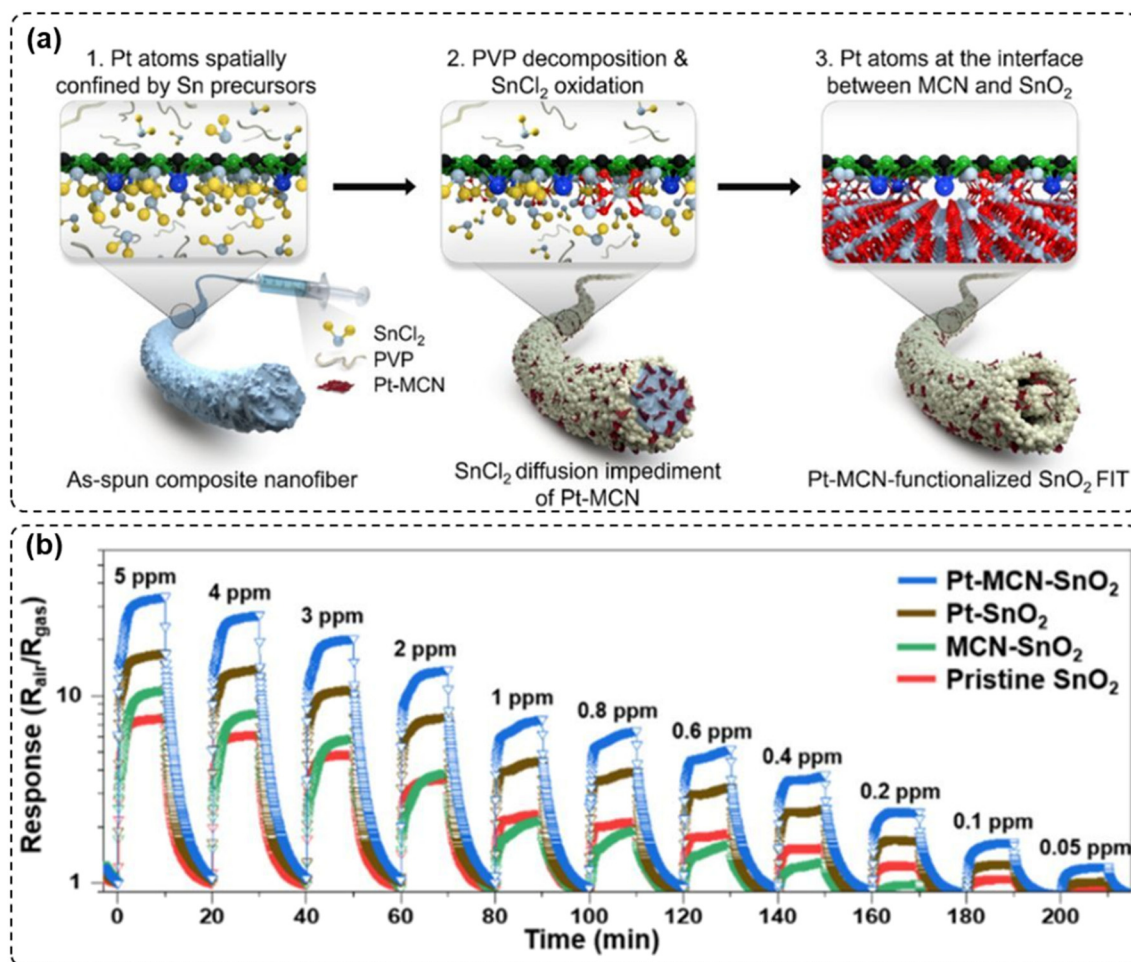 (a)
1. Pt atoms spatially
confined by Sn precursors
2. PVP decomposition &
SnCl₂ oxidation
3. Pt atoms at the interface
between MCN and SnO₂
SnCl₂
PVP
Pt-MCN
As-spun composite nanofiber
SnCl₂ diffusion impediment
of Pt-MCN
Pt-MCN-functionalized SnO₂ FIT
(b)
Response (R_air/R_gas)
10
1
5 ppm
4 ppm
3 ppm
2 ppm
1 ppm
0.8 ppm
0.6 ppm
0.4 ppm
0.2 ppm
0.1 ppm
0.05 ppm
Pt-MCN-SnO₂
Pt-SnO₂
MCN-SnO₂
Pristine SnO₂
0 20 40 60 80 100 120 140 160 180 200
Time (min)